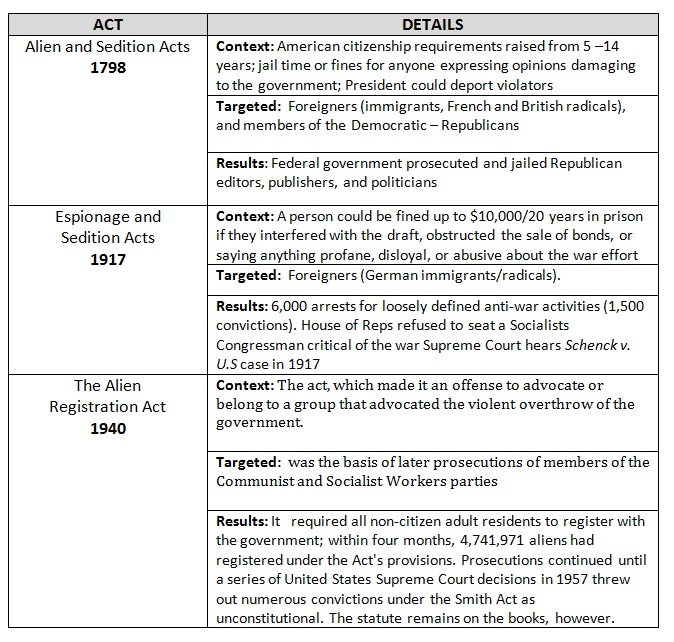 ACT
DETAILS
Alien and Sedition Acts
1798
Context: American citizenship requirements raised from 5 –14
years; jail time or fines for anyone expressing opinions damaging
to the government; President could deport violators
Targeted: Foreigners (immigrants, French and British radicals),
and members of the Democratic – Republicans
Results: Federal government prosecuted and jailed Republican
editors, publishers, and politicians
Espionage and
Sedition Acts
1917
Context: A person could be fined up to $10,000/20 years in prison
if they interfered with the draft, obstructed the sale of bonds, or
saying anything profane, disloyal, or abusive about the war effort
Targeted: Foreigners (German immigrants/radicals).
Results: 6,000 arrests for loosely defined anti-war activities (1,500
convictions). House of Reps refused to seat a Socialists
Congressman critical of the war Supreme Court hears Schenck v.
U.S case in 1917
The Alien
Registration Act
1940
Context: The act, which made it an offense to advocate or
belong to a group that advocated the violent overthrow of the
government.
Targeted: was the basis of later prosecutions of members of the
Communist and Socialist Workers parties
Results: It required all non-citizen adult residents to register with
the government; within four months, 4,741,971 aliens had
registered under the Act's provisions. Prosecutions continued until
a series of United States Supreme Court decisions in 1957 threw
out numerous convictions under the Smith Act as
unconstitutional. The statute remains on the books, however.